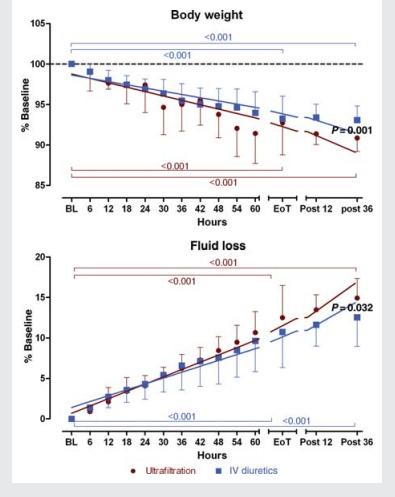 Body weight
<0.001
<0.001
105
100
95
90
85
% Baseline
P=0.001
<0.001
<0.001
BL 6 12 18 24 30 36 42 48 54 60 EoT Post 12 post 36
Hours
Fluid loss
<0.001
<0.001
20
15
10
5
0
% Baseline
P=0.032
<0.001
<0.001
BL 6 12 18 24 30 36 42 48 54 60 EoT Post 12 Post 36
Hours
Ultrafiltration IV diuretics